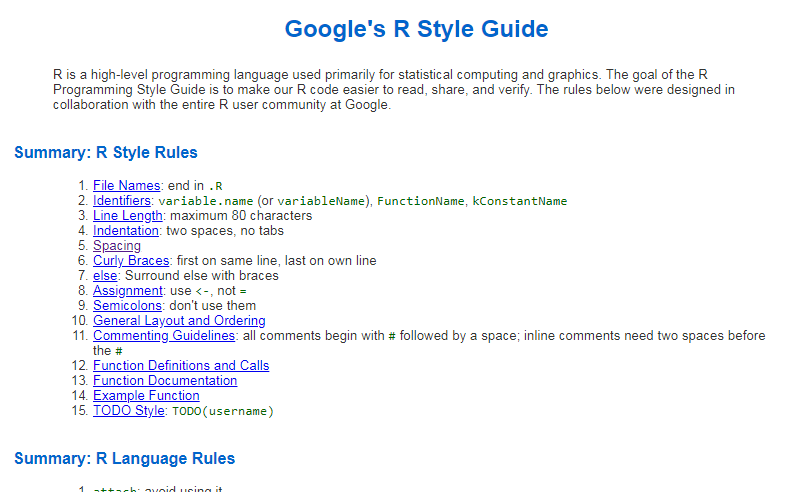 Google's R Style Guide
R is a high-level programming language used primarily for statistical computing and graphics. The goal of the R
Programming Style Guide is to make our R code easier to read, share, and verify. The rules below were designed in
collaboration with the entire R user community at Google.
Summary: R Style Rules
1. File Names: end in .R
2. Identifiers: variable.name (or variableName), FunctionName, kConstantName
3. Line Length: maximum 80 characters
4. Indentation: two spaces, no tabs
5. Spacing
6. Curly Braces: first on same line, last on own line
7. else: Surround else with braces
8. Assignment: use <-, not =
9. Semicolons: don't use them
10. General Layout and Ordering
11. Commenting Guidelines: all comments begin with # followed by a space; inline comments need two spaces before
the #
12. Function Definitions and Calls
13. Function Documentation
14. Example Function
15. TODO Style: TODO(username)
Summary: R Language Rules
1. attach: avoid using it